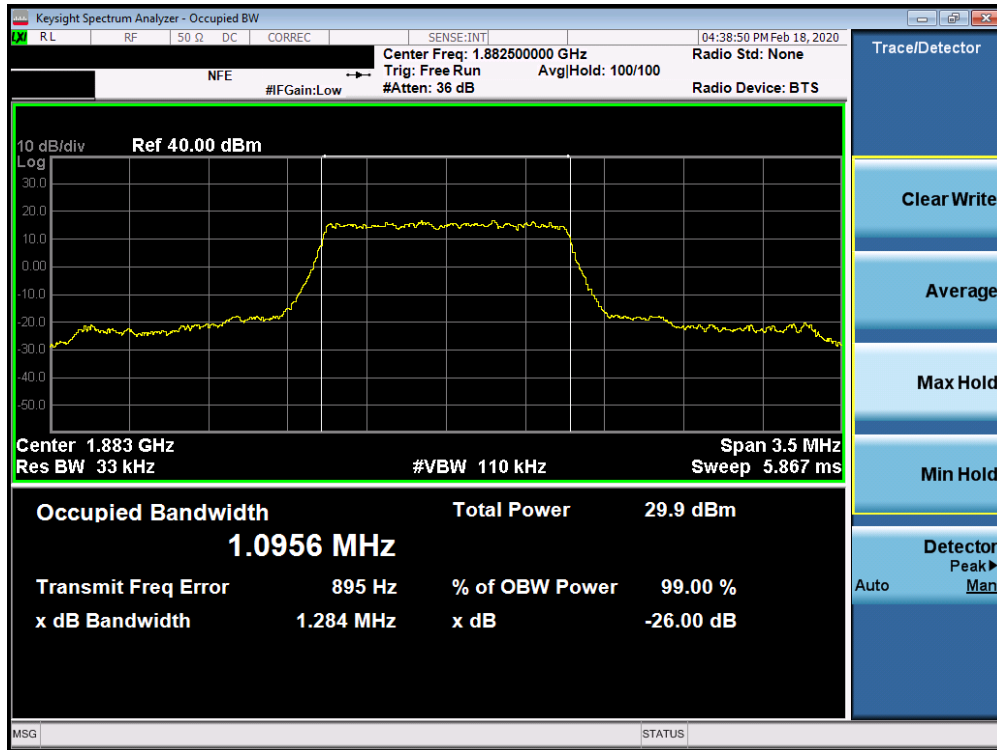 Keysight Spectrum Analyzer - Occupied BW
LXI RL RF 50 Ω DC CORREC SENSE:INT 04:38:50 PM Feb 18, 2020
Center Freq: 1.882500000 GHz Radio Std: None
NFE Trig: Free Run Avg|Hold: 100/100
#IFGain:Low #Atten: 36 dB Radio Device: BTS
10 dB/div Ref 40.00 dBm
Log
30.0
20.0
10.0
0.00
-10.0
-20.0
-30.0
-40.0
-50.0
Center 1.883 GHz Span 3.5 MHz
Res BW 33 kHz #VBW 110 kHz Sweep 5.867 ms
Occupied Bandwidth Total Power 29.9 dBm
1.0956 MHz
Transmit Freq Error 895 Hz % of OBW Power 99.00 %
x dB Bandwidth 1.284 MHz x dB -26.00 dB
MSG STATUS
Trace/Detector
Clear Write
Average
Max Hold
Min Hold
Detector
Peak▶
Auto Man